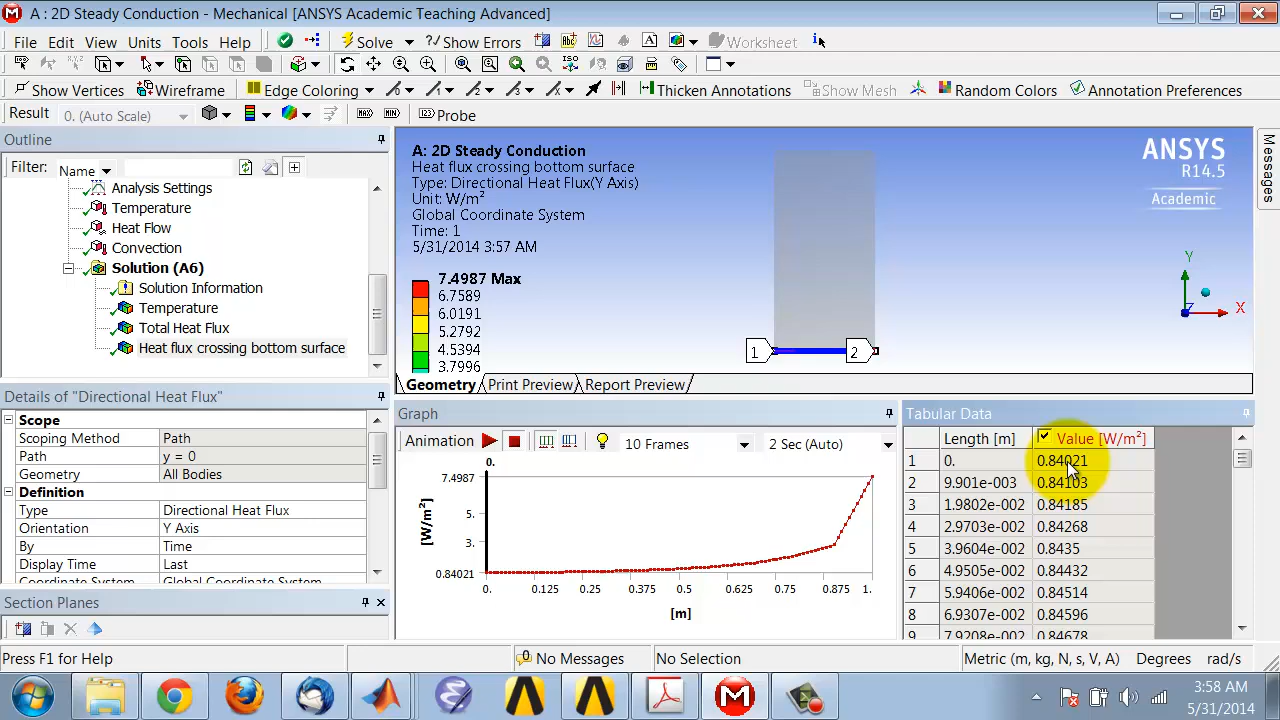 A : 2D Steady Conduction - Mechanical [ANSYS Academic Teaching Advanced]
File Edit View Units Tools Help Solve Show Errors Worksheet
Show Vertices Wireframe Edge Coloring Thicken Annotations Show Mesh Random Colors Annotation Preferences
Result 0. (Auto Scale) Probe
Outline
Filter: Name
Analysis Settings
Temperature
Heat Flow
Convection
Solution (A6)
Solution Information
Temperature
Total Heat Flux
Heat flux crossing bottom surface
Details of "Directional Heat Flux"
Scope
Scoping Method Path
Path y = 0
Geometry All Bodies
Definition
Type Directional Heat Flux
Orientation Y Axis
By Time
Display Time Last
Coordinate System Global Coordinate System
Section Planes
A: 2D Steady Conduction
Heat flux crossing bottom surface
Type: Directional Heat Flux(Y Axis)
Unit: W/m²
Global Coordinate System
Time: 1
5/31/2014 3:57 AM
7.4987 Max
6.7589
6.0191
5.2792
4.5394
3.7996
ANSYS
R14.5
Academic
1
2
Y
X
Z
Geometry Print Preview Report Preview
Messages
Graph
Animation 10 Frames 2 Sec (Auto)
0.
7.4987
5.
3.
0.84021
[W/m²]
0. 0.125 0.25 0.375 0.5 0.625 0.75 0.875 1.
[m]
Tabular Data
Length [m] Value [W/m²]
1 0. 0.84021
2 9.901e-003 0.84103
3 1.9802e-002 0.84185
4 2.9703e-002 0.84268
5 3.9604e-002 0.8435
6 4.9505e-002 0.84432
7 5.9406e-002 0.84514
8 6.9307e-002 0.84596
9 7.9208e-002 0.84678
Press F1 for Help 0 No Messages No Selection Metric (m, kg, N, s, V, A) Degrees rad/s
3:58 AM
5/31/2014